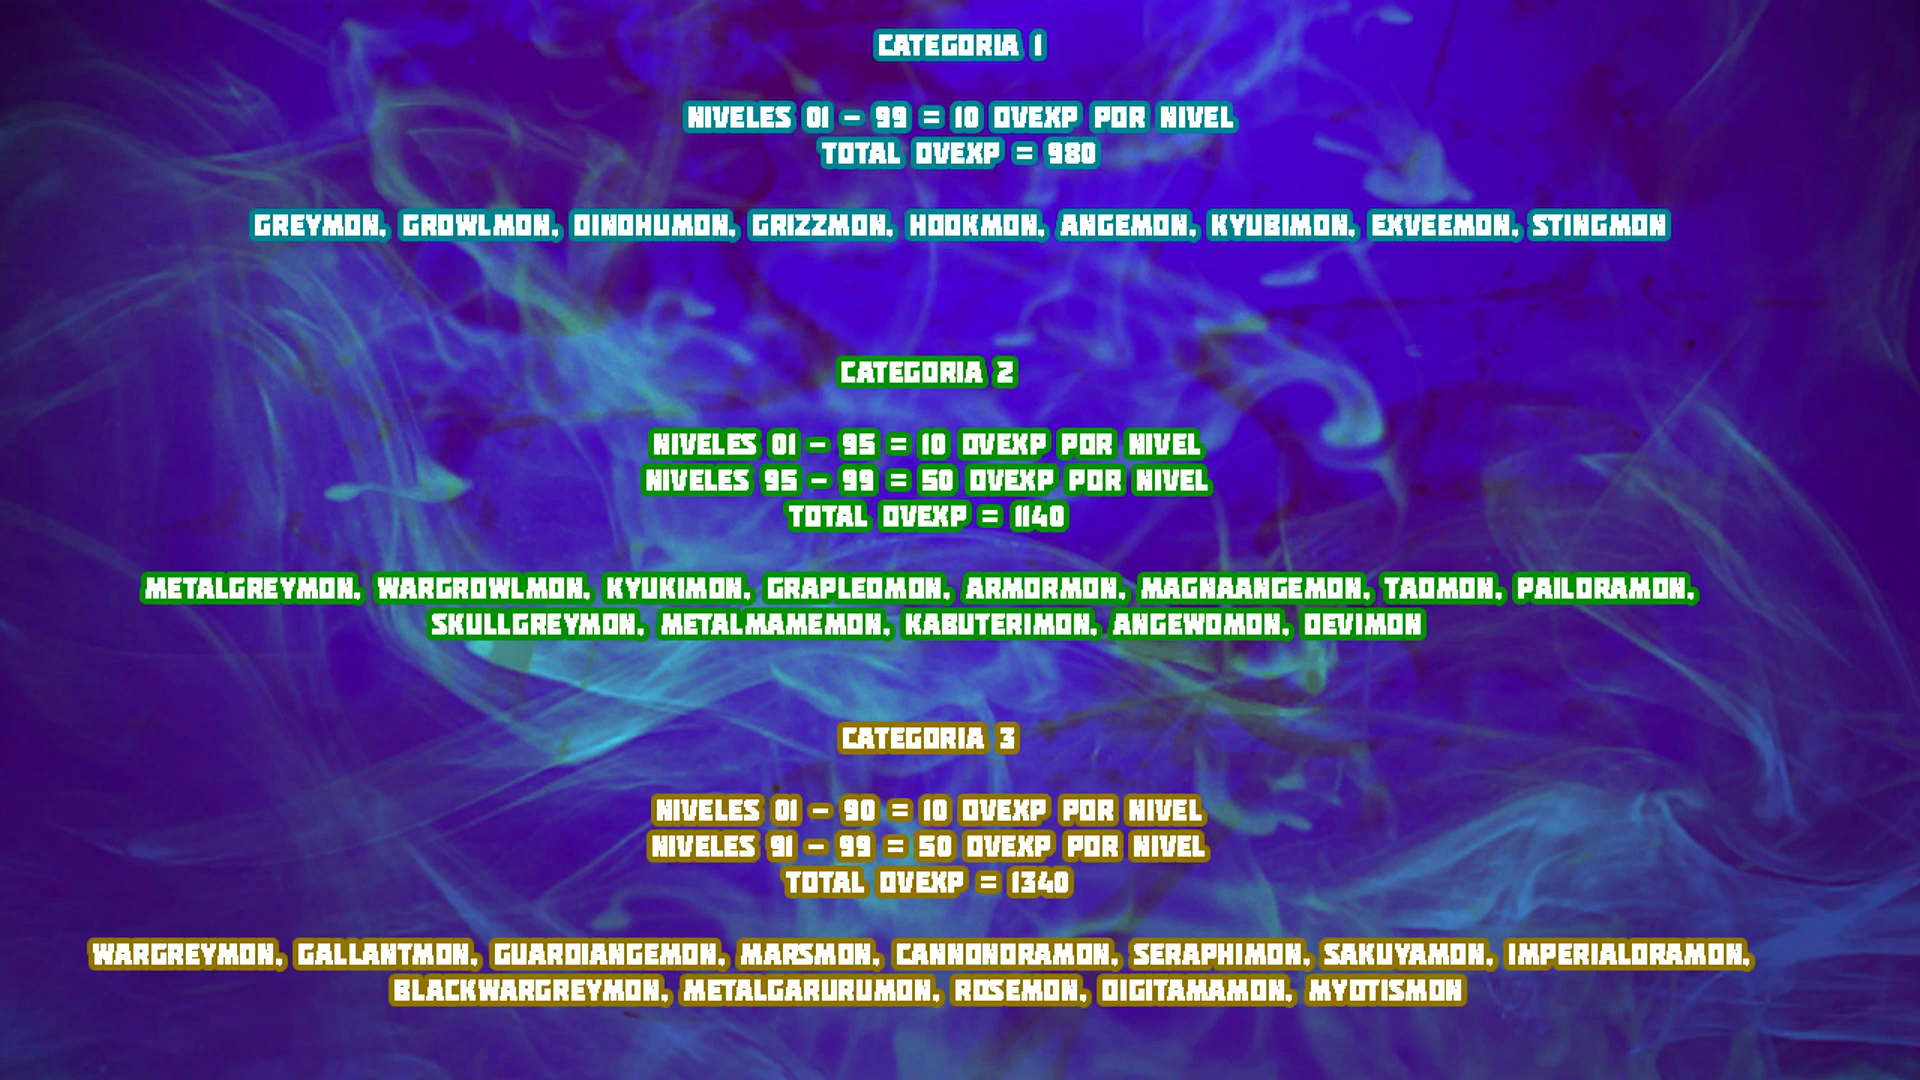 CATEGORIA 1
NIVELES 01 - 99 = 10 DVEXP POR NIVEL
TOTAL DVEXP = 980
GREYMON, GROWLMON, DINOHUMON, GRIZZMON, HOOKMON, ANGEMON, KYUBIMON, EXVEEMON, STINGMON
CATEGORIA 2
NIVELES 01 - 95 = 10 DVEXP POR NIVEL
NIVELES 95 - 99 = 50 DVEXP POR NIVEL
TOTAL DVEXP = 1140
METALGREYMON, WARGROWLMON, KYUKIMON, GRAPLEOMON, ARMORMON, MAGNAANGEMON, TAOMON, PAILDRAMON,
SKULLGREYMON, METALMAMEMON, KABUTERIMON, ANGEWOMON, DEVIMON
CATEGORIA 3
NIVELES 01 - 90 = 10 DVEXP POR NIVEL
NIVELES 91 - 99 = 50 DVEXP POR NIVEL
TOTAL DVEXP = 1340
WARGREYMON, GALLANTMON, GUARDIANGEMON, MARSMON, CANNONDRAMON, SERAPHIMON, SAKUYAMON, IMPERIALDRAMON,
BLACKWARGREYMON, METALGARURUMON, ROSEMON, DIGITAMAMON, MYOTISMON